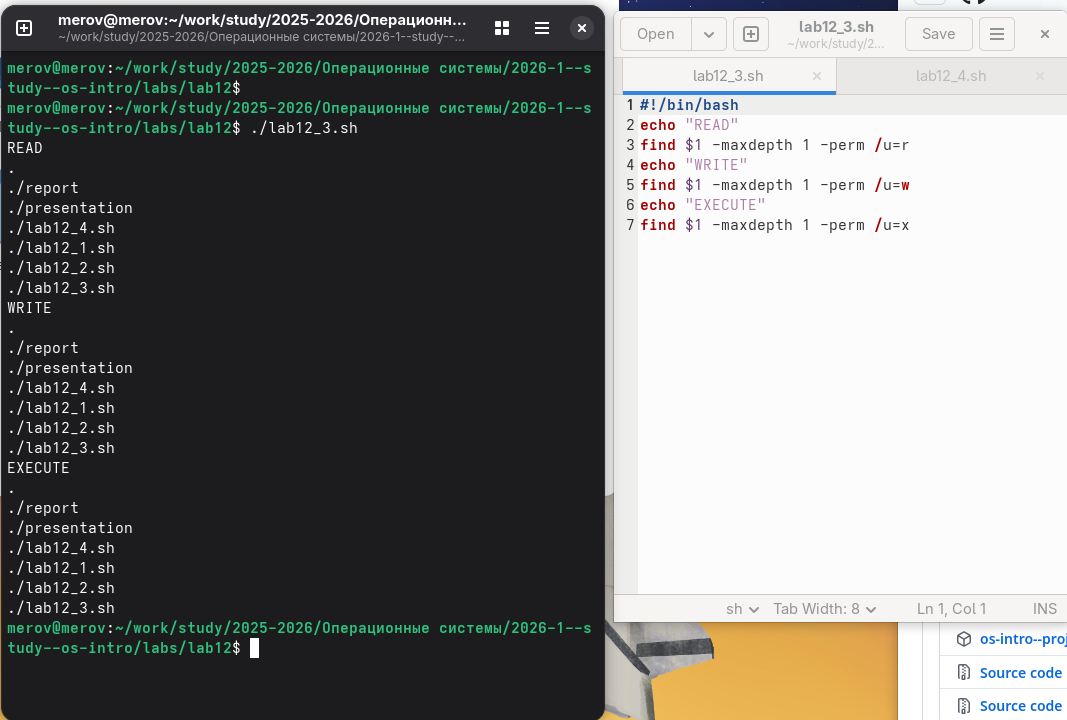 merov@merov:~/work/study/2025-2026/Операционн...
~/work/study/2025-2026/Операционные системы/2026-1--study--...
merov@merov:~/work/study/2025-2026/Операционные системы/2026-1--s
tudy--os-intro/labs/lab12$
merov@merov:~/work/study/2025-2026/Операционные системы/2026-1--s
tudy--os-intro/labs/lab12$ ./lab12_3.sh
READ
.
./report
./presentation
./lab12_4.sh
./lab12_1.sh
./lab12_2.sh
./lab12_3.sh
WRITE
.
./report
./presentation
./lab12_4.sh
./lab12_1.sh
./lab12_2.sh
./lab12_3.sh
EXECUTE
.
./report
./presentation
./lab12_4.sh
./lab12_1.sh
./lab12_2.sh
./lab12_3.sh
merov@merov:~/work/study/2025-2026/Операционные системы/2026-1--s
tudy--os-intro/labs/lab12$
Open
lab12_3.sh
~/work/study/2...
Save
lab12_3.sh
lab12_4.sh
1 #!/bin/bash
2 echo "READ"
3 find $1 -maxdepth 1 -perm /u=r
4 echo "WRITE"
5 find $1 -maxdepth 1 -perm /u=w
6 echo "EXECUTE"
7 find $1 -maxdepth 1 -perm /u=x
sh Tab Width: 8 Ln 1, Col 1 INS
os-intro--proj
Source code
Source code